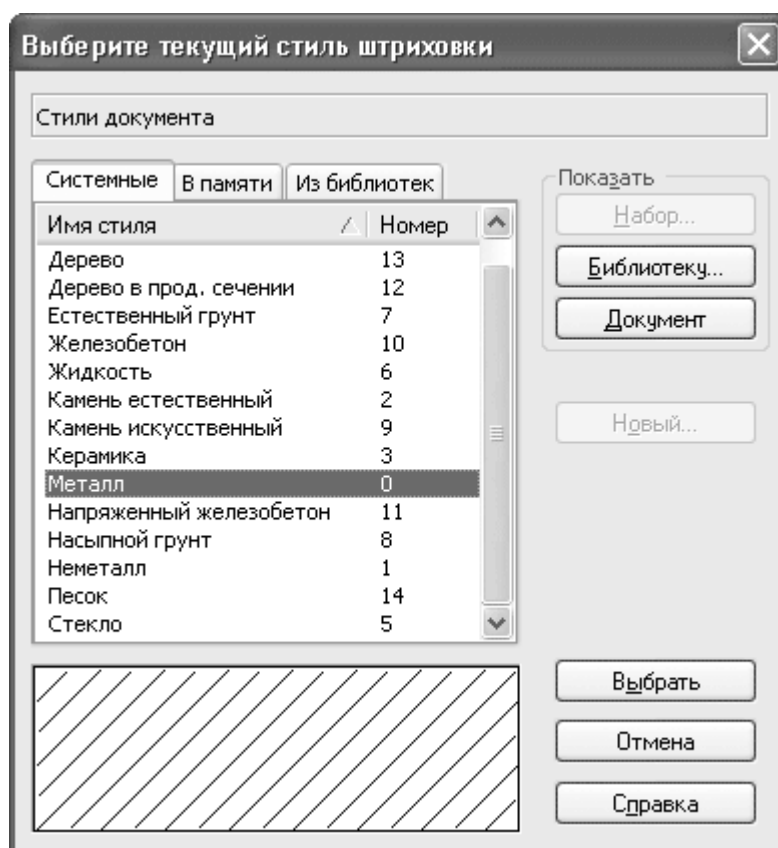 Выберите текущий стиль штриховки
Стили документа
Системные В памяти Из библиотек
Имя стиля Номер
Дерево 13
Дерево в прод. сечении 12
Естественный грунт 7
Железобетон 10
Жидкость 6
Камень естественный 2
Камень искусственный 9
Керамика 3
Металл 0
Напряженный железобетон 11
Насыпной грунт 8
Неметалл 1
Песок 14
Стекло 5
Показать
Набор...
Библиотеку...
Документ
Новый...
Выбрать
Отмена
Справка